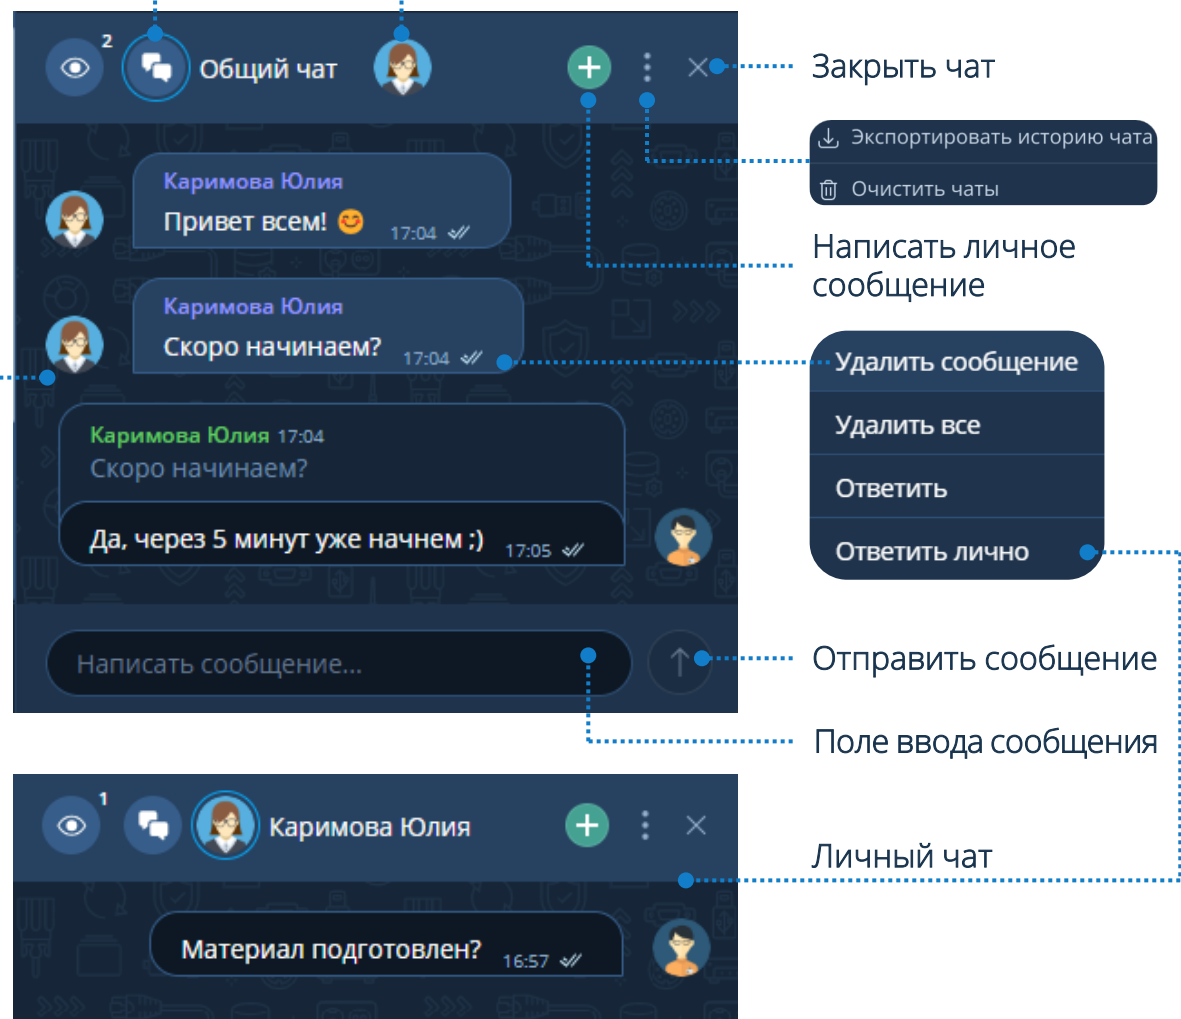 2
Общий чат
Закрыть чат
Экспортировать историю чата
Очистить чаты
Каримова Юлия
Привет всем! 😊 17:04
Написать личное
сообщение
Каримова Юлия
Скоро начинаем? 17:04
Удалить сообщение
Удалить все
Ответить
Ответить лично
Каримова Юлия 17:04
Скоро начинаем?
Да, через 5 минут уже начнем ;) 17:05
Написать сообщение...
Отправить сообщение
Поле ввода сообщения
1
Каримова Юлия
Личный чат
Материал подготовлен? 16:57